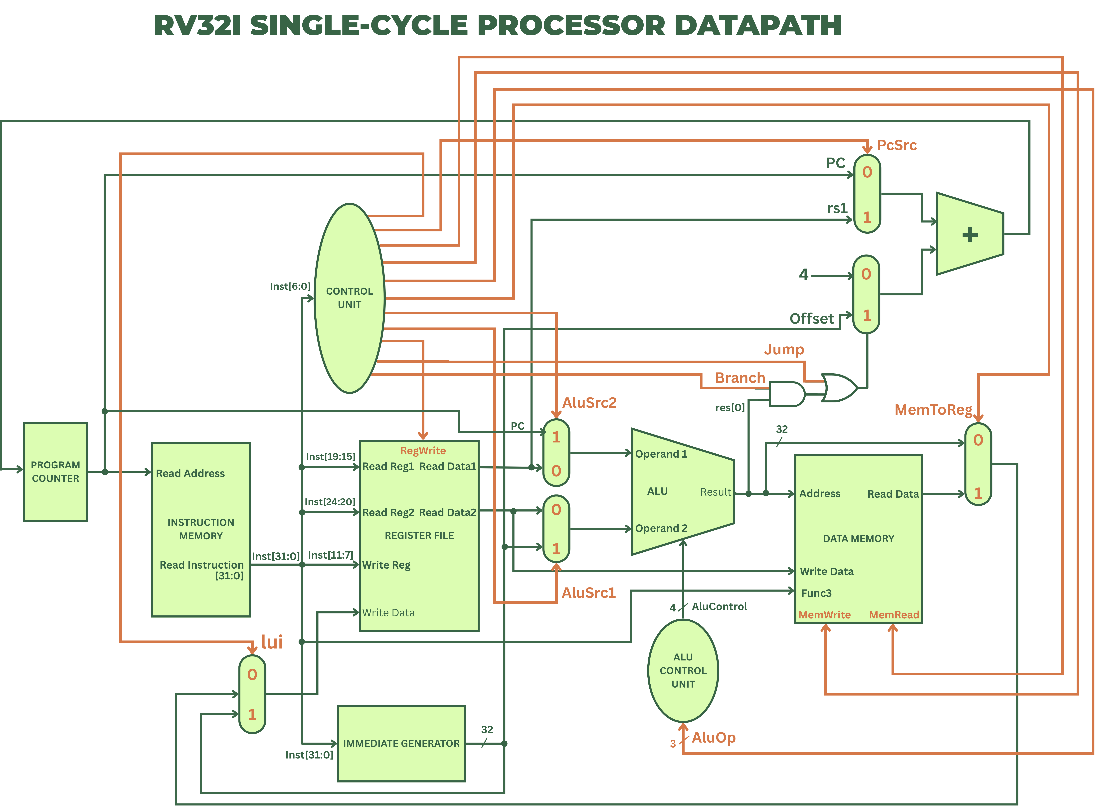 RV32I SINGLE-CYCLE PROCESSOR DATAPATH
PcSrc
PC
0
rs1
1
+
4
0
Offset
1
Inst[6:0]
CONTROL
UNIT
Jump
Branch
res[0]
AluSrc2
PC
1
0
MemToReg
32
0
1
PROGRAM
COUNTER
Read Address
INSTRUCTION
MEMORY
Read Instruction
[31:0]
Inst[31:0]
Inst[19:15]
Inst[24:20]
Inst[11:7]
RegWrite
Read Reg1
Read Data1
Read Reg2
Read Data2
REGISTER FILE
Write Reg
Write Data
0
1
AluSrc1
Operand 1
ALU
Result
Operand 2
Address
Read Data
DATA MEMORY
Write Data
Func3
MemWrite
MemRead
4
AluControl
ALU
CONTROL
UNIT
3
AluOp
lui
0
1
IMMEDIATE GENERATOR
32
Inst[31:0]